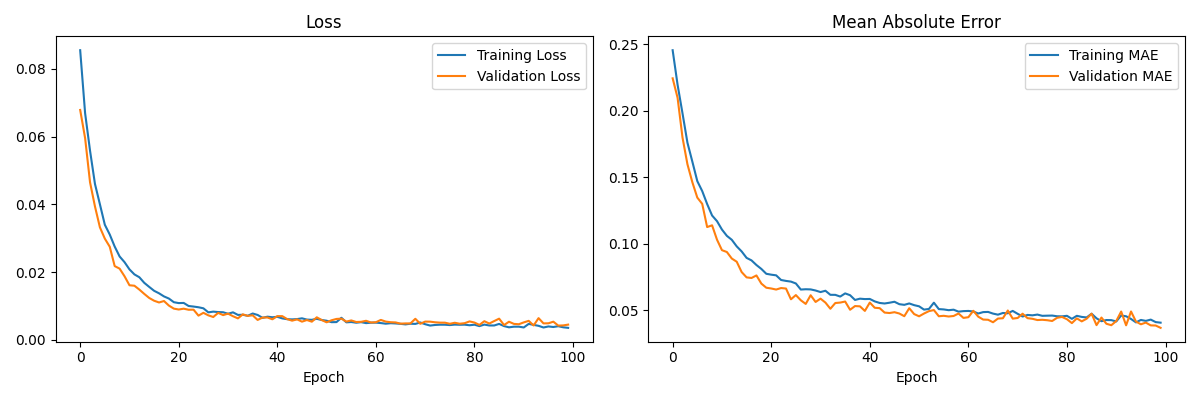 Loss
Training Loss
Validation Loss
0.08
0.06
0.04
0.02
0.00
0
20
40
60
80
100
Epoch
Mean Absolute Error
Training MAE
Validation MAE
0.25
0.20
0.15
0.10
0.05
0
20
40
60
80
100
Epoch